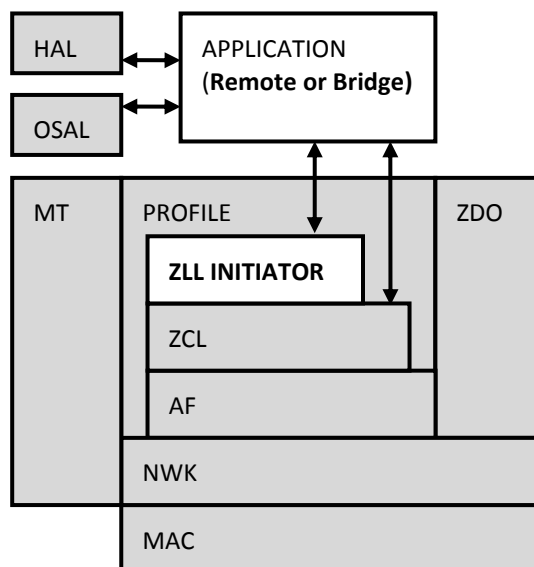 HAL
APPLICATION
(Remote or Bridge)
OSAL
MT
PROFILE
ZDO
ZLL INITIATOR
ZCL
AF
NWK
MAC